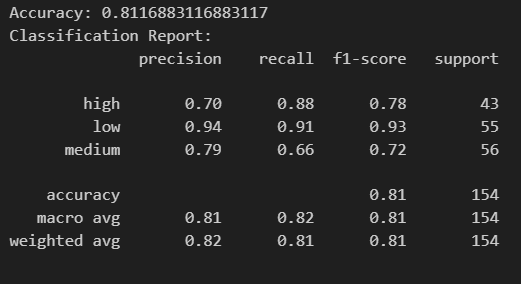 Accuracy: 0.8116883116883117
Classification Report:
precision recall f1-score support
high 0.70 0.88 0.78 43
low 0.94 0.91 0.93 55
medium 0.79 0.66 0.72 56
accuracy 0.81 154
macro avg 0.81 0.82 0.81 154
weighted avg 0.82 0.81 0.81 154